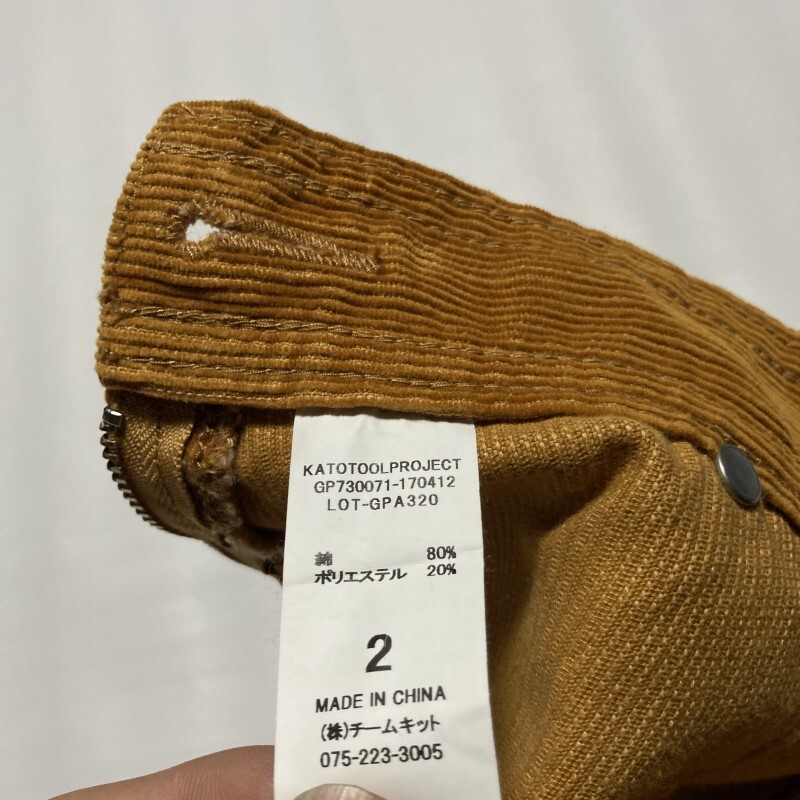 KATOTOOLPROJECT
GP730071-170412
LOT-GPA320
綿 80%
ポリエステル 20%
2
MADE IN CHINA
(株)チームキット
075-223-3005